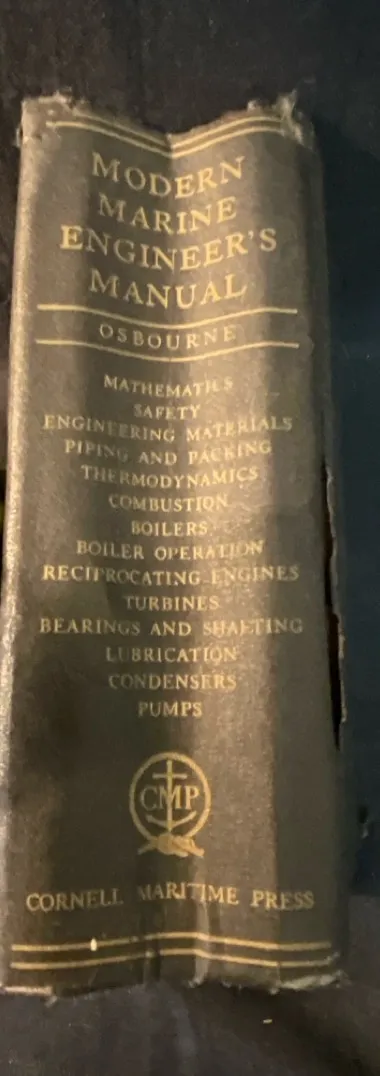 MODERN
MARINE
ENGINEER'S
MANUAL
OSBOURNE
MATHEMATICS
SAFETY
ENGINEERING MATERIALS
PIPING AND PACKING
THERMODYNAMICS
COMBUSTION
BOILERS
BOILER OPERATION
RECIPROCATING ENGINES
TURBINES
BEARINGS AND SHAFTING
LUBRICATION
CONDENSERS
PUMPS
CMP
CORNELL MARITIME PRESS